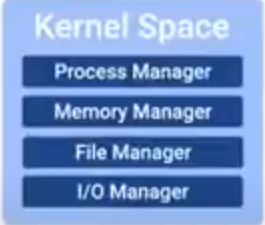 Kernel Space
Process Manager
Memory Manager
File Manager
I/O Manager